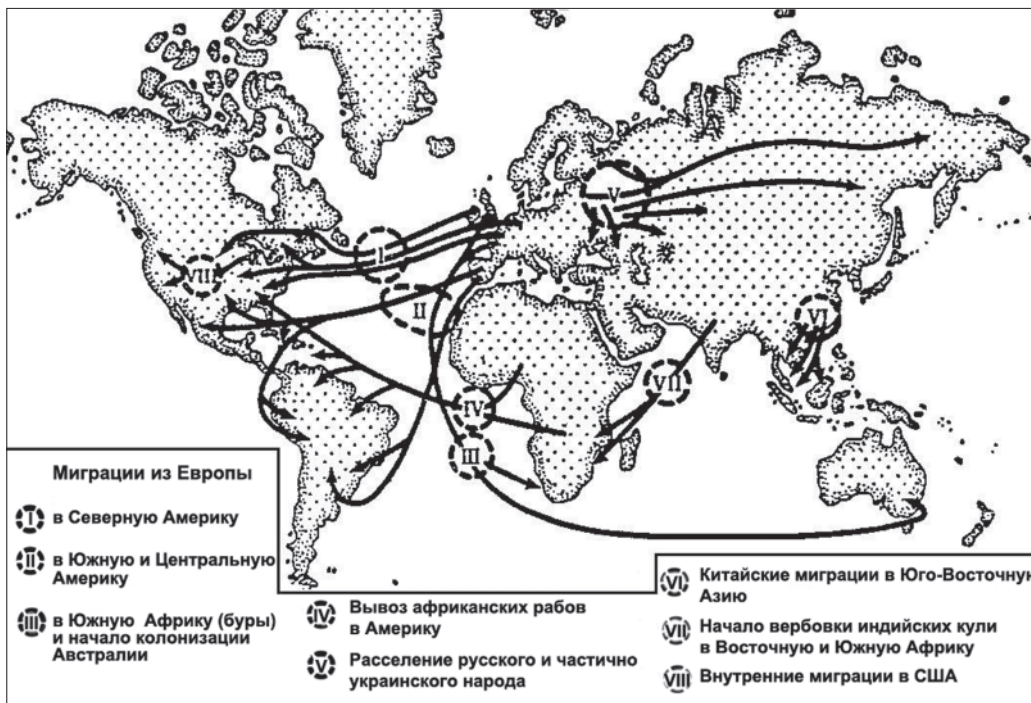 I
II
III
IV
V
VI
VII
VIII
Миграции из Европы
I в Северную Америку
II в Южную и Центральную
Америку
III в Южную Африку (буры)
и начало колонизации
Австралии
IV Вывоз африканских рабов
в Америку
V Расселение русского и частично
украинского народа
VI Китайские миграции в Юго-Восточную
Азию
VII Начало вербовки индийских кули
в Восточную и Южную Африку
VIII Внутренние миграции в США